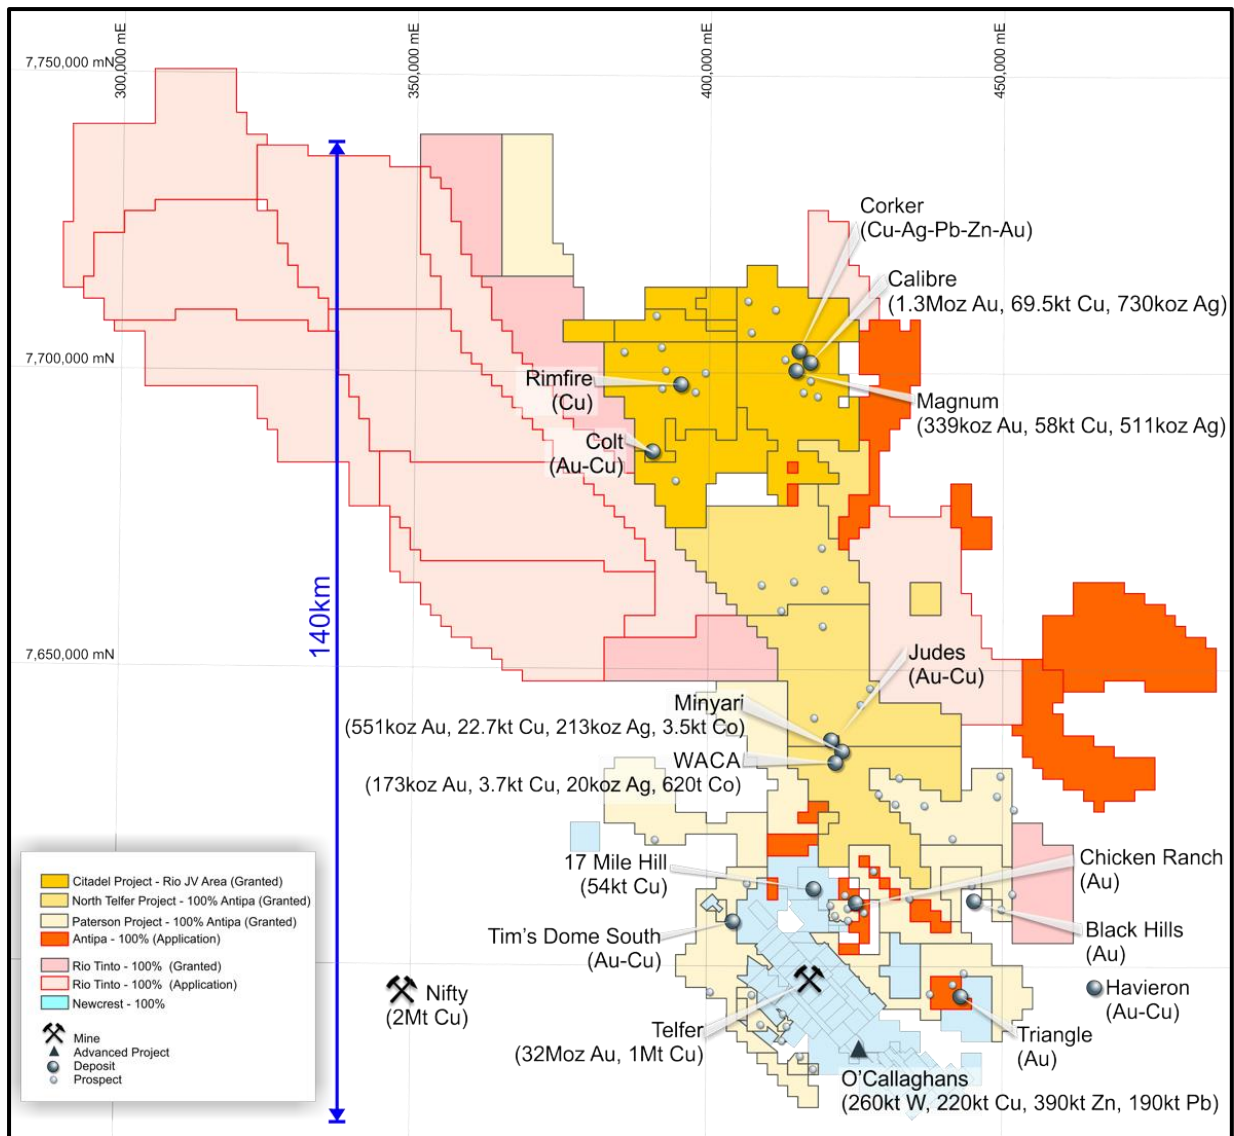 7,750,000 mN
300,000 mE
350,000 mE
400,000 mE
450,000 mE
Corker
(Cu-Ag-Pb-Zn-Au)
Calibre
(1.3Moz Au, 69.5kt Cu, 730koz Ag)
7,700,000 mN
Rimfire
(Cu)
Magnum
(339koz Au, 58kt Cu, 511koz Ag)
Colt
(Au-Cu)
140km
7,650,000 mN
Judes
(Au-Cu)
Minyari
(551koz Au, 22.7kt Cu, 213koz Ag, 3.5kt Co)
WACA
(173koz Au, 3.7kt Cu, 20koz Ag, 620t Co)
17 Mile Hill
(54kt Cu)
Chicken Ranch
(Au)
Tim's Dome South
(Au-Cu)
Black Hills
(Au)
Nifty
(2Mt Cu)
Havieron
(Au-Cu)
Telfer
(32Moz Au, 1Mt Cu)
Triangle
(Au)
O'Callaghans
(260kt W, 220kt Cu, 390kt Zn, 190kt Pb)
Citadel Project - Rio JV Area (Granted)
North Telfer Project - 100% Antipa (Granted)
Paterson Project - 100% Antipa (Granted)
Antipa - 100% (Application)
Rio Tinto - 100% (Granted)
Rio Tinto - 100% (Application)
Newcrest - 100%
Mine
Advanced Project
Deposit
Prospect